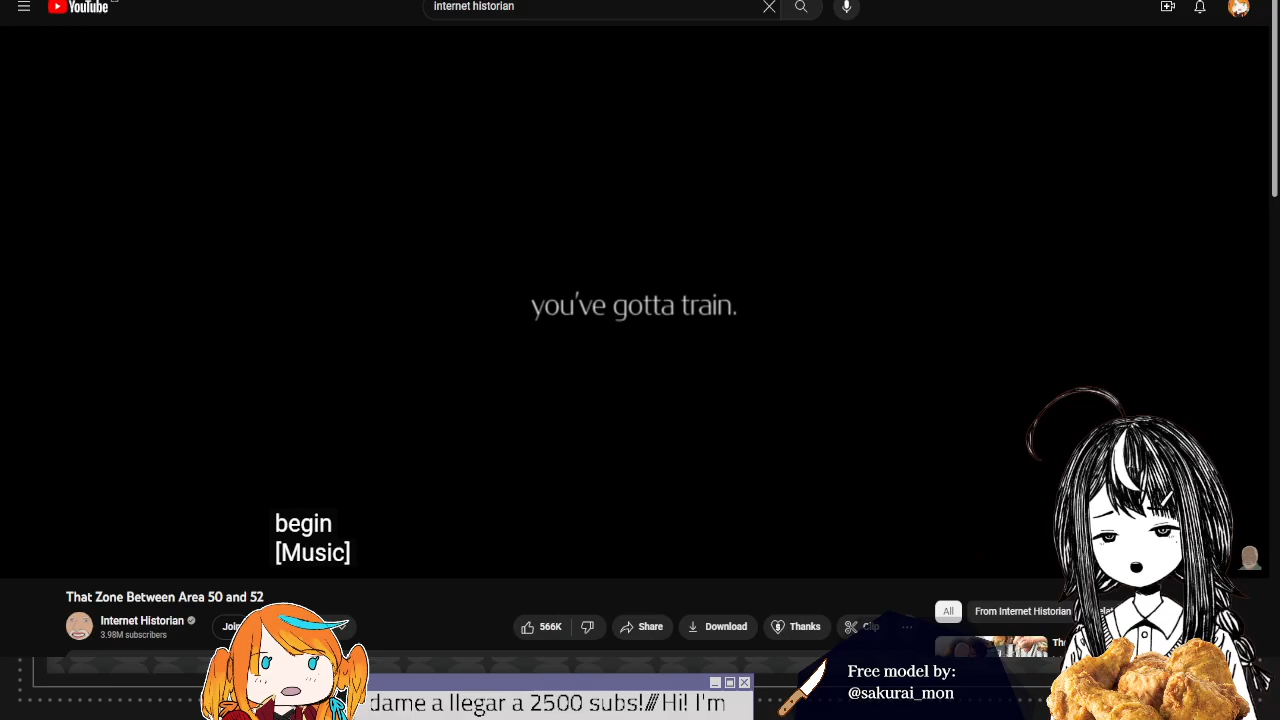 YouTube
internet historian
you've gotta train.
begin
[Music]
That Zone Between Area 50 and 52
Internet Historian
3.98M subscribers
566K
Share
Download
Thanks
Clip
All
From Internet Historian
Free model by:
@sakurai_mon
dame a llegar a 2500 subs!//Hi! I'm